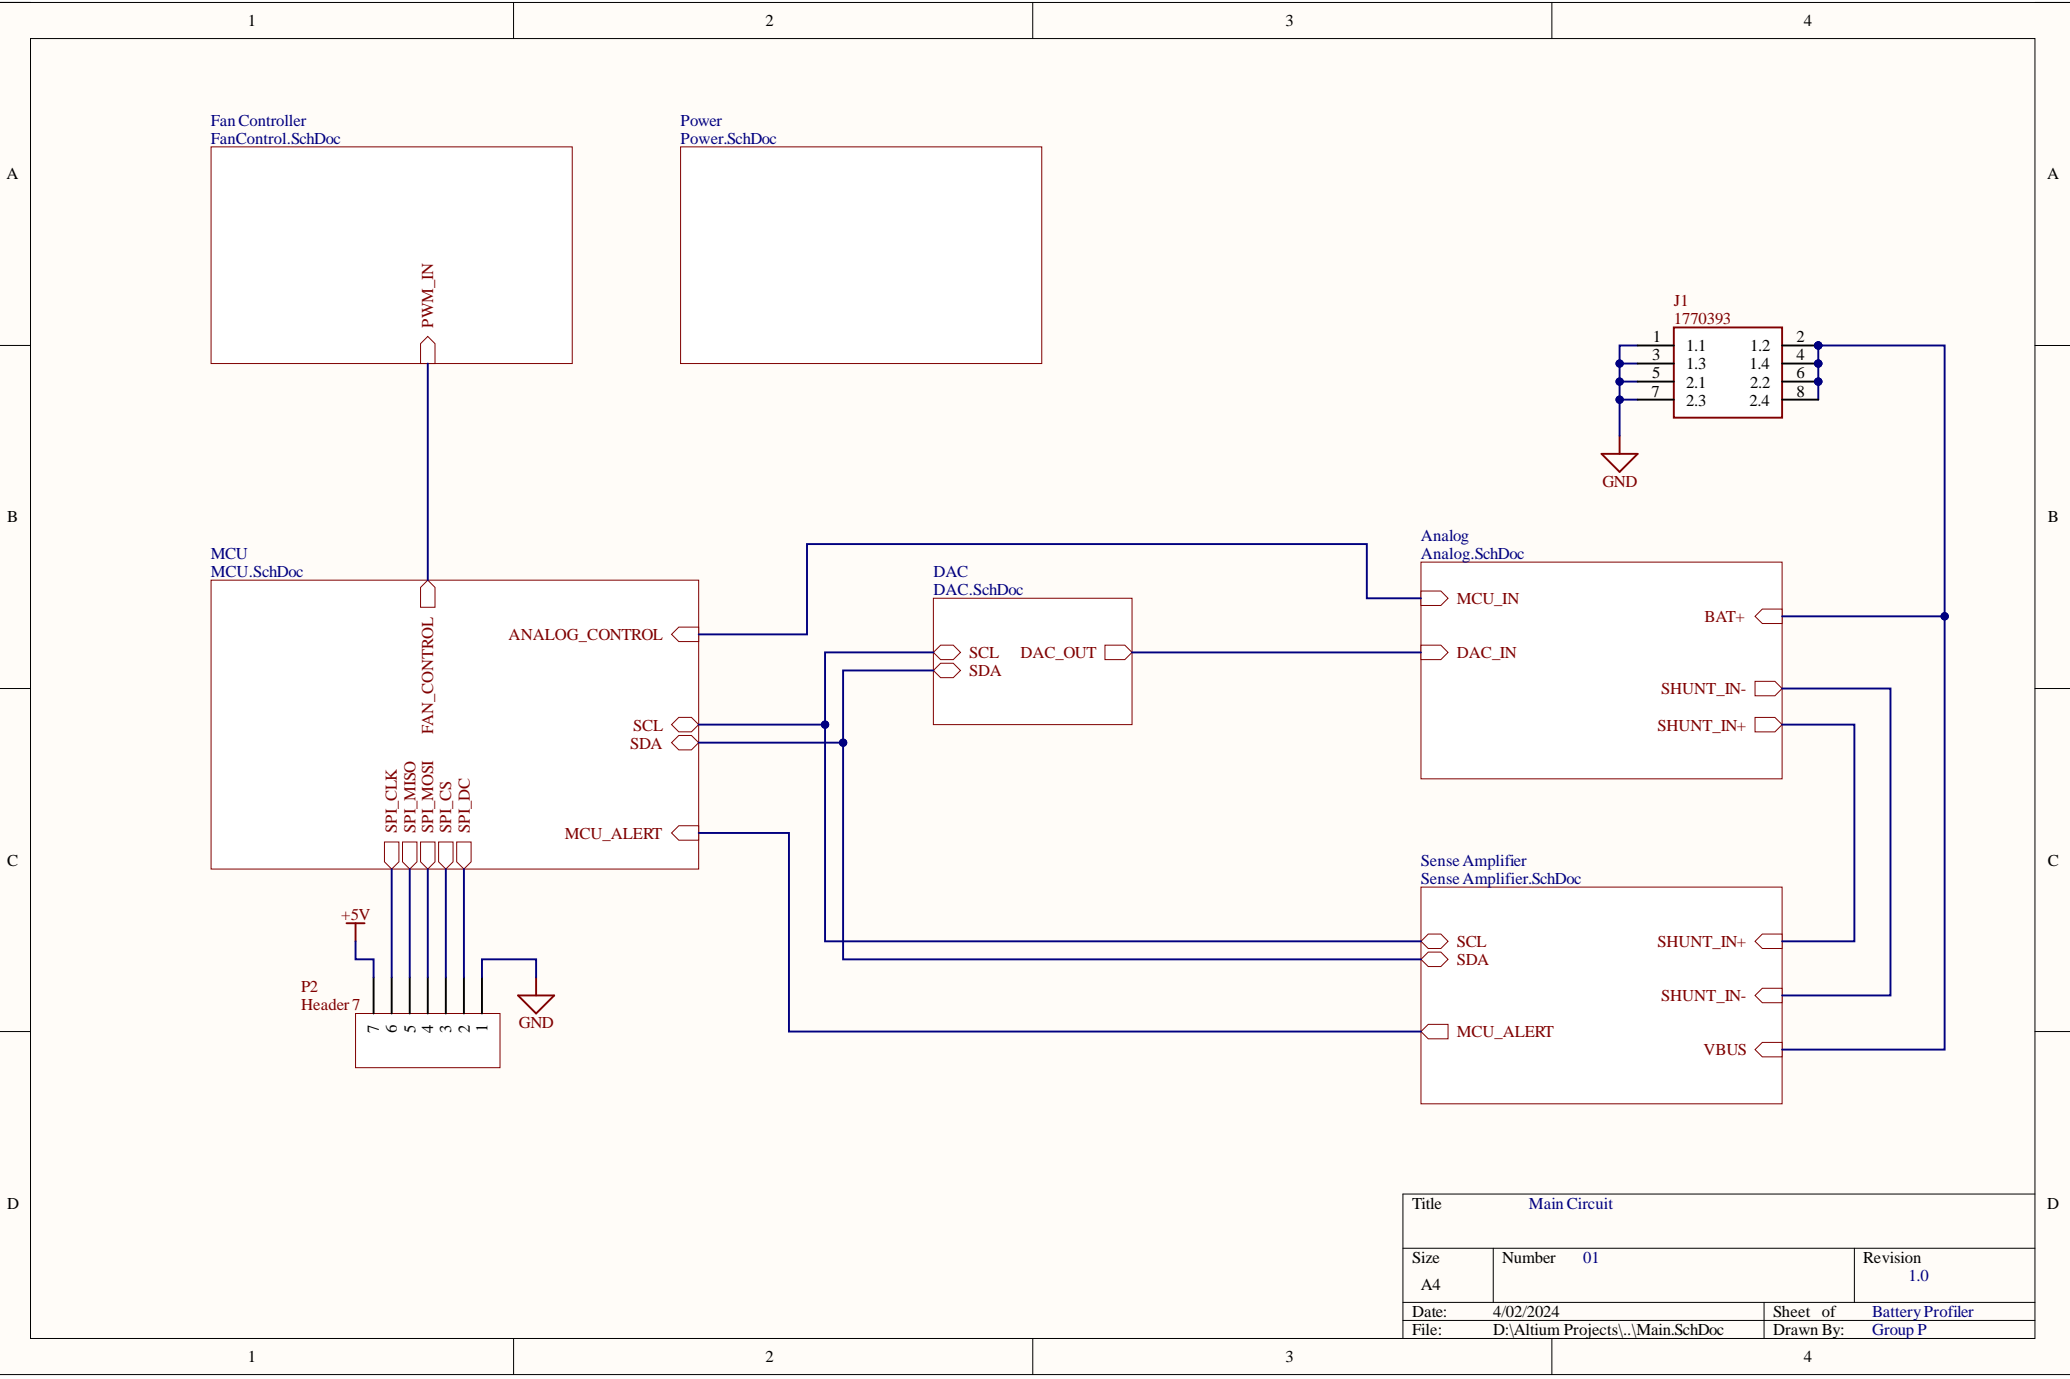 1 2 3 4
A A
B B
C C
D D
Fan Controller
FanControl.SchDoc
PWM_IN
Power
Power.SchDoc
J1
1770393
1 1.1 1.2 2
3 1.3 1.4 4
5 2.1 2.2 6
7 2.3 2.4 8
GND
MCU
MCU.SchDoc
FAN_CONTROL
ANALOG_CONTROL
SCL
SDA
MCU_ALERT
SPI_CLK
SPI_MISO
SPI_MOSI
SPI_CS
SPI_DC
+5V
P2
Header 7
7 6 5 4 3 2 1
GND
DAC
DAC.SchDoc
SCL DAC_OUT
SDA
Analog
Analog.SchDoc
MCU_IN
BAT+
DAC_IN
SHUNT_IN-
SHUNT_IN+
Sense Amplifier
Sense Amplifier.SchDoc
SCL SHUNT_IN+
SDA
SHUNT_IN-
MCU_ALERT
VBUS
Title Main Circuit
Size Number 01 Revision
A4 1.0
Date: 4/02/2024 Sheet of Battery Profiler
File: D:\Altium Projects\..\Main.SchDoc Drawn By: Group P
1 2 3 4